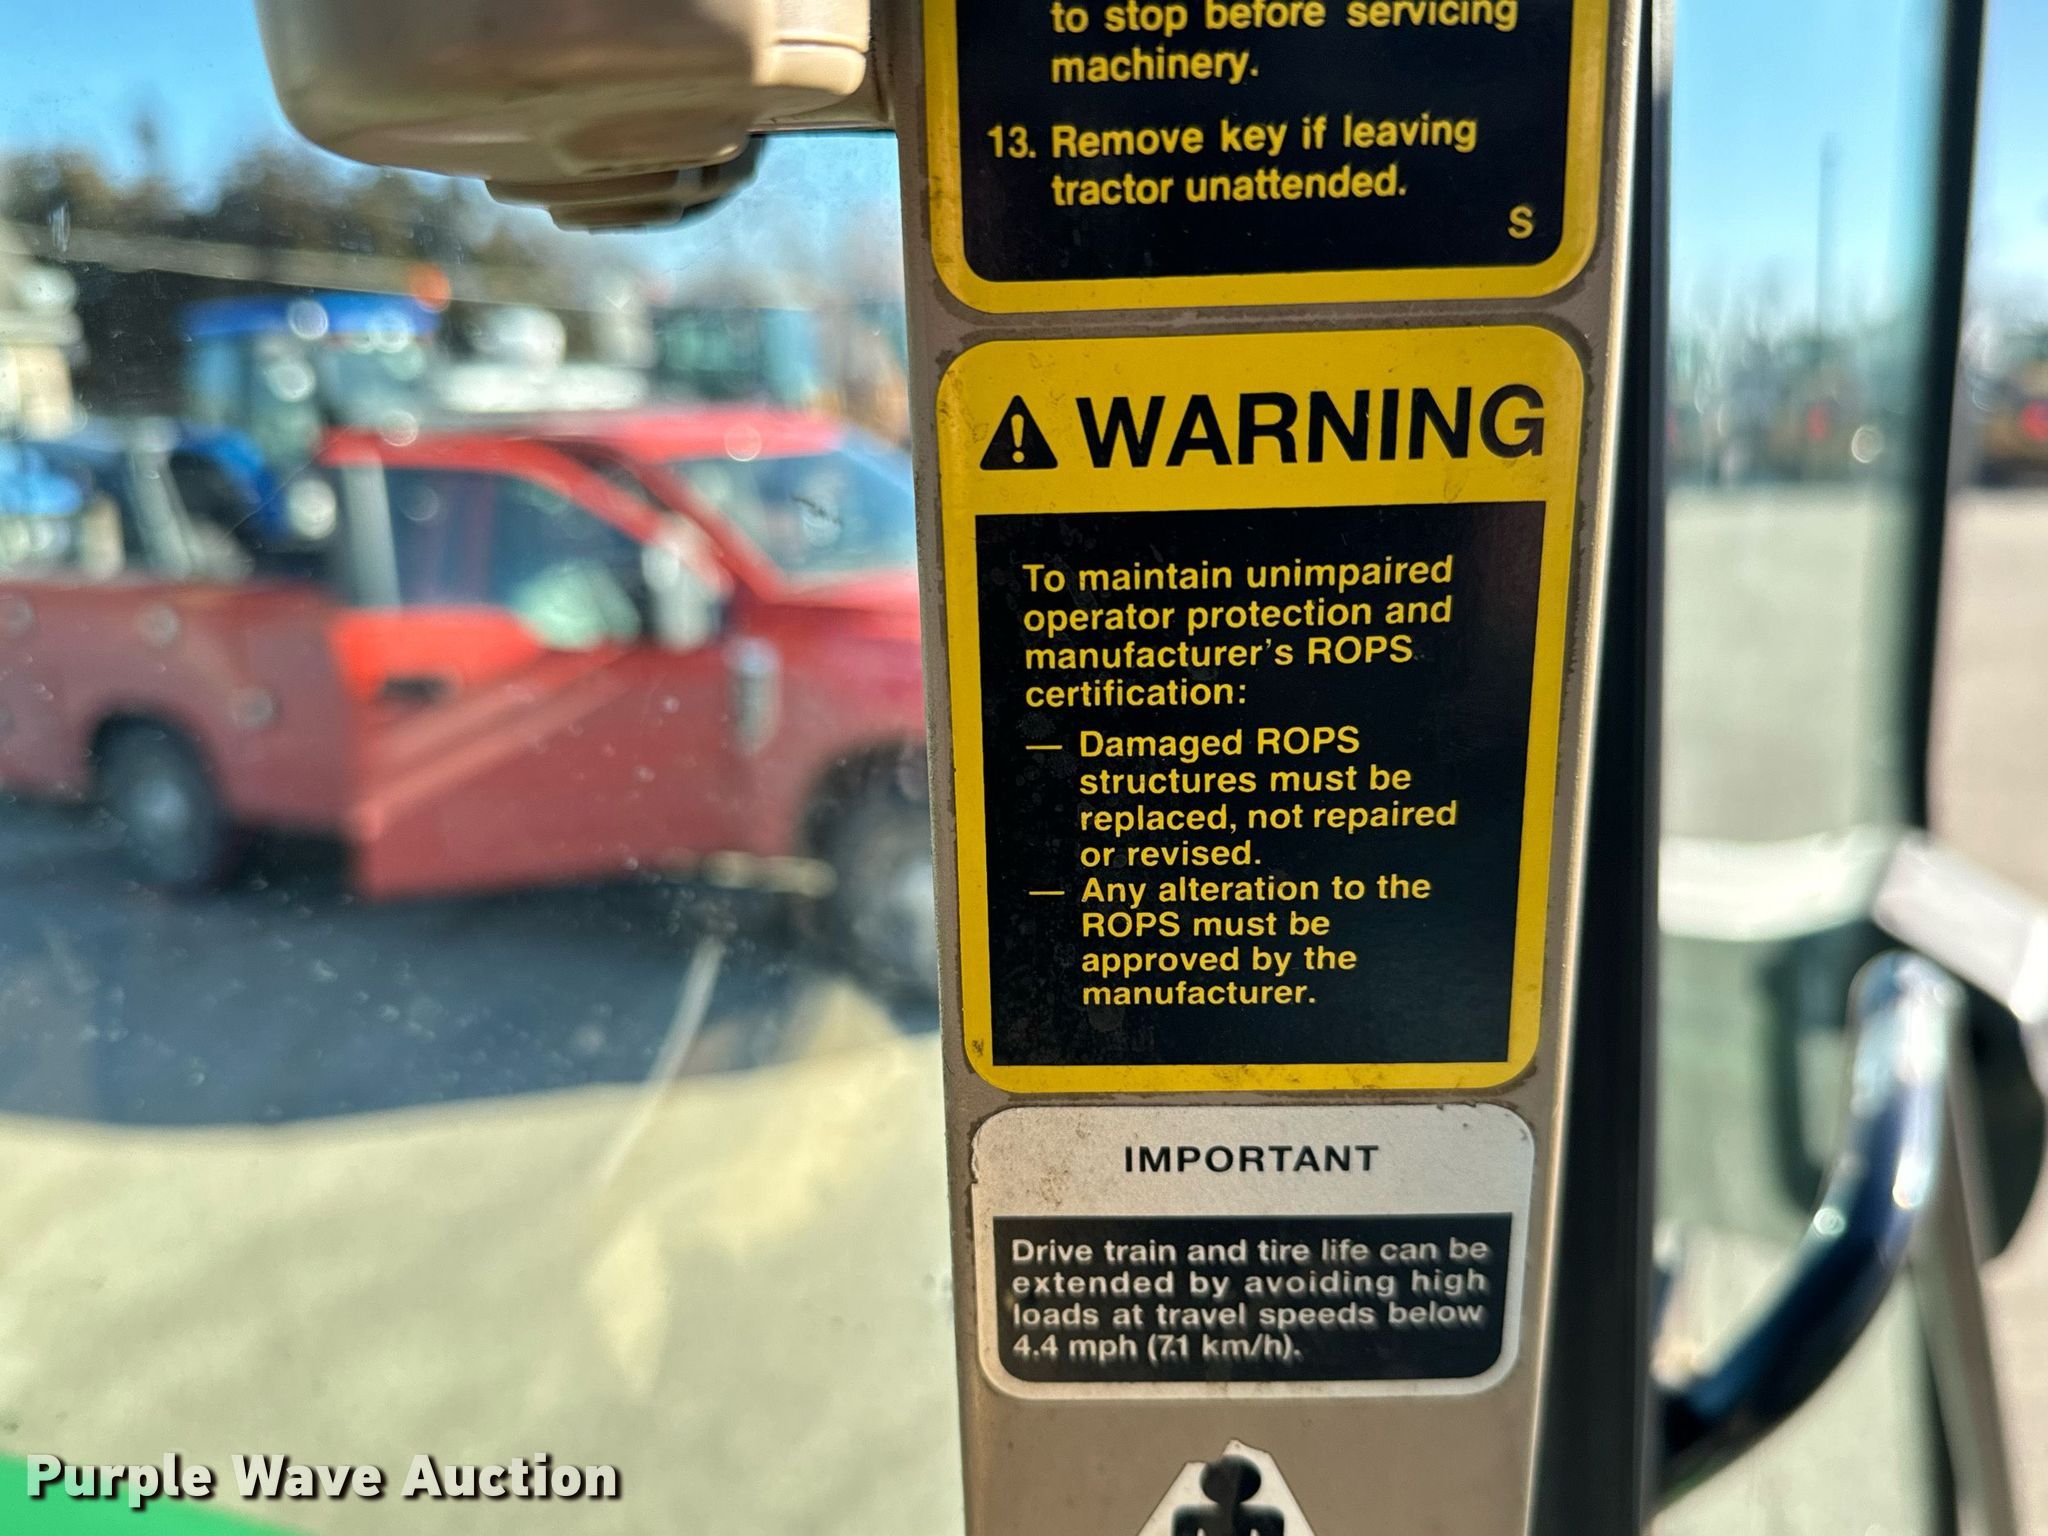 to stop before servicing
machinery.
13. Remove key if leaving
tractor unattended.
S
WARNING
To maintain unimpaired
operator protection and
manufacturer's ROPS
certification:
— Damaged ROPS
structures must be
replaced, not repaired
or revised.
— Any alteration to the
ROPS must be
approved by the
manufacturer.
IMPORTANT
Drive train and tire life can be
extended by avoiding high
loads at travel speeds below
4.4 mph (7.1 km/h).
Purple Wave Auction